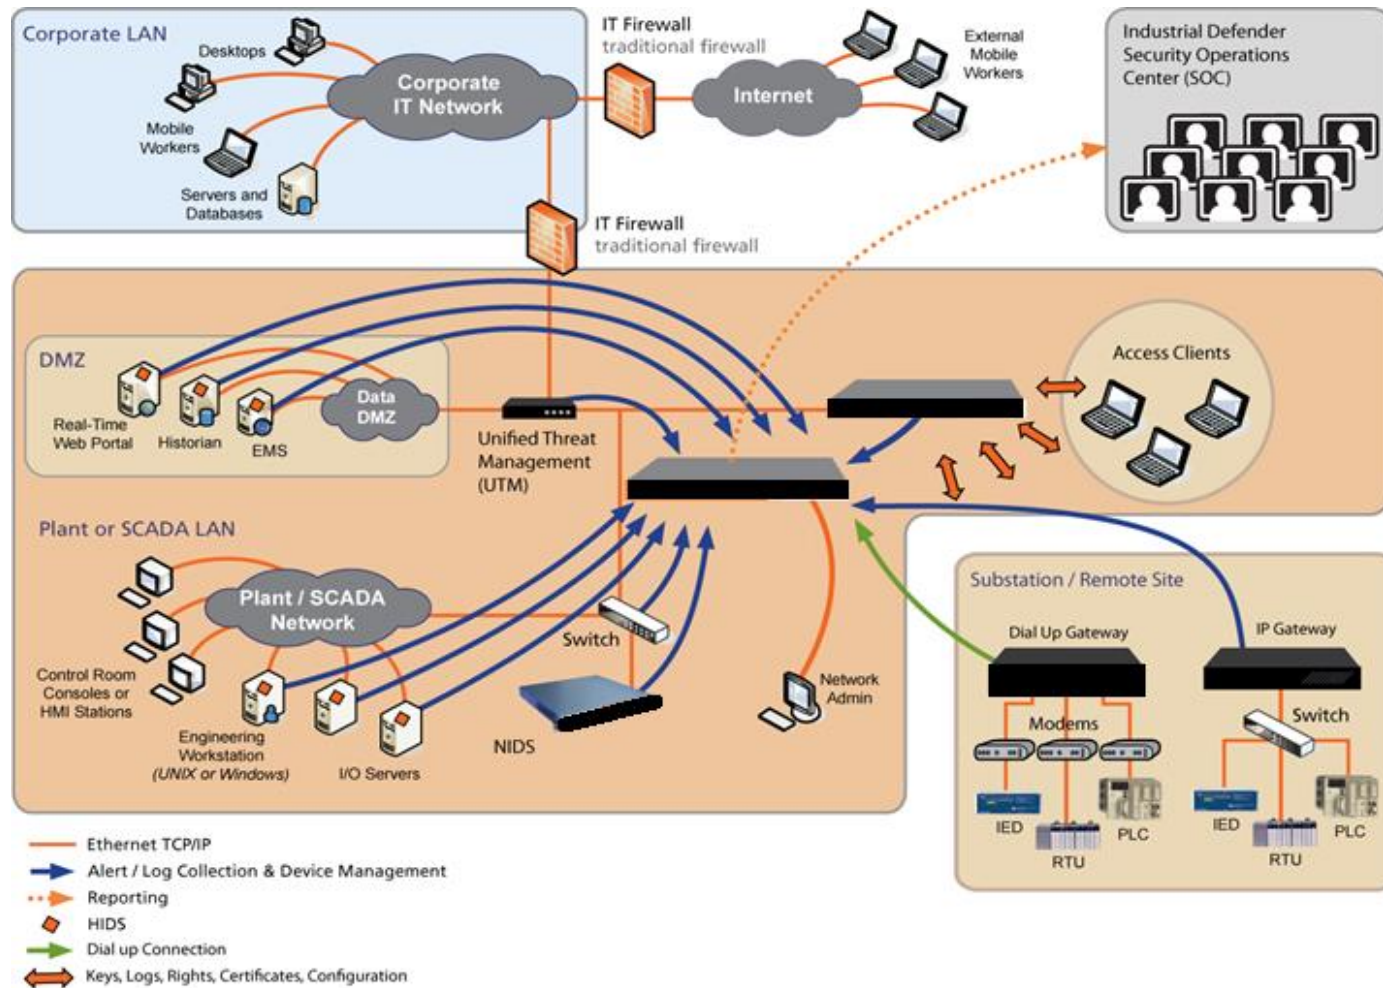 Corporate LAN
Desktops
Mobile
Workers
Servers and
Databases
Corporate
IT Network
IT Firewall
traditional firewall
Internet
External
Mobile
Workers
Industrial Defender
Security Operations
Center (SOC)
IT Firewall
traditional firewall
DMZ
Real-Time
Web Portal
Historian
EMS
Data
DMZ
Unified Threat
Management
(UTM)
Access Clients
Plant or SCADA LAN
Plant / SCADA
Network
Control Room
Consoles or
HMI Stations
Engineering
Workstation
(UNIX or Windows)
I/O Servers
Switch
NIDS
Network
Admin
Substation / Remote Site
Dial Up Gateway
IP Gateway
Modems
Switch
IED
RTU
PLC
IED
RTU
PLC
Ethernet TCP/IP
Alert / Log Collection & Device Management
Reporting
HIDS
Dial up Connection
Keys, Logs, Rights, Certificates, Configuration